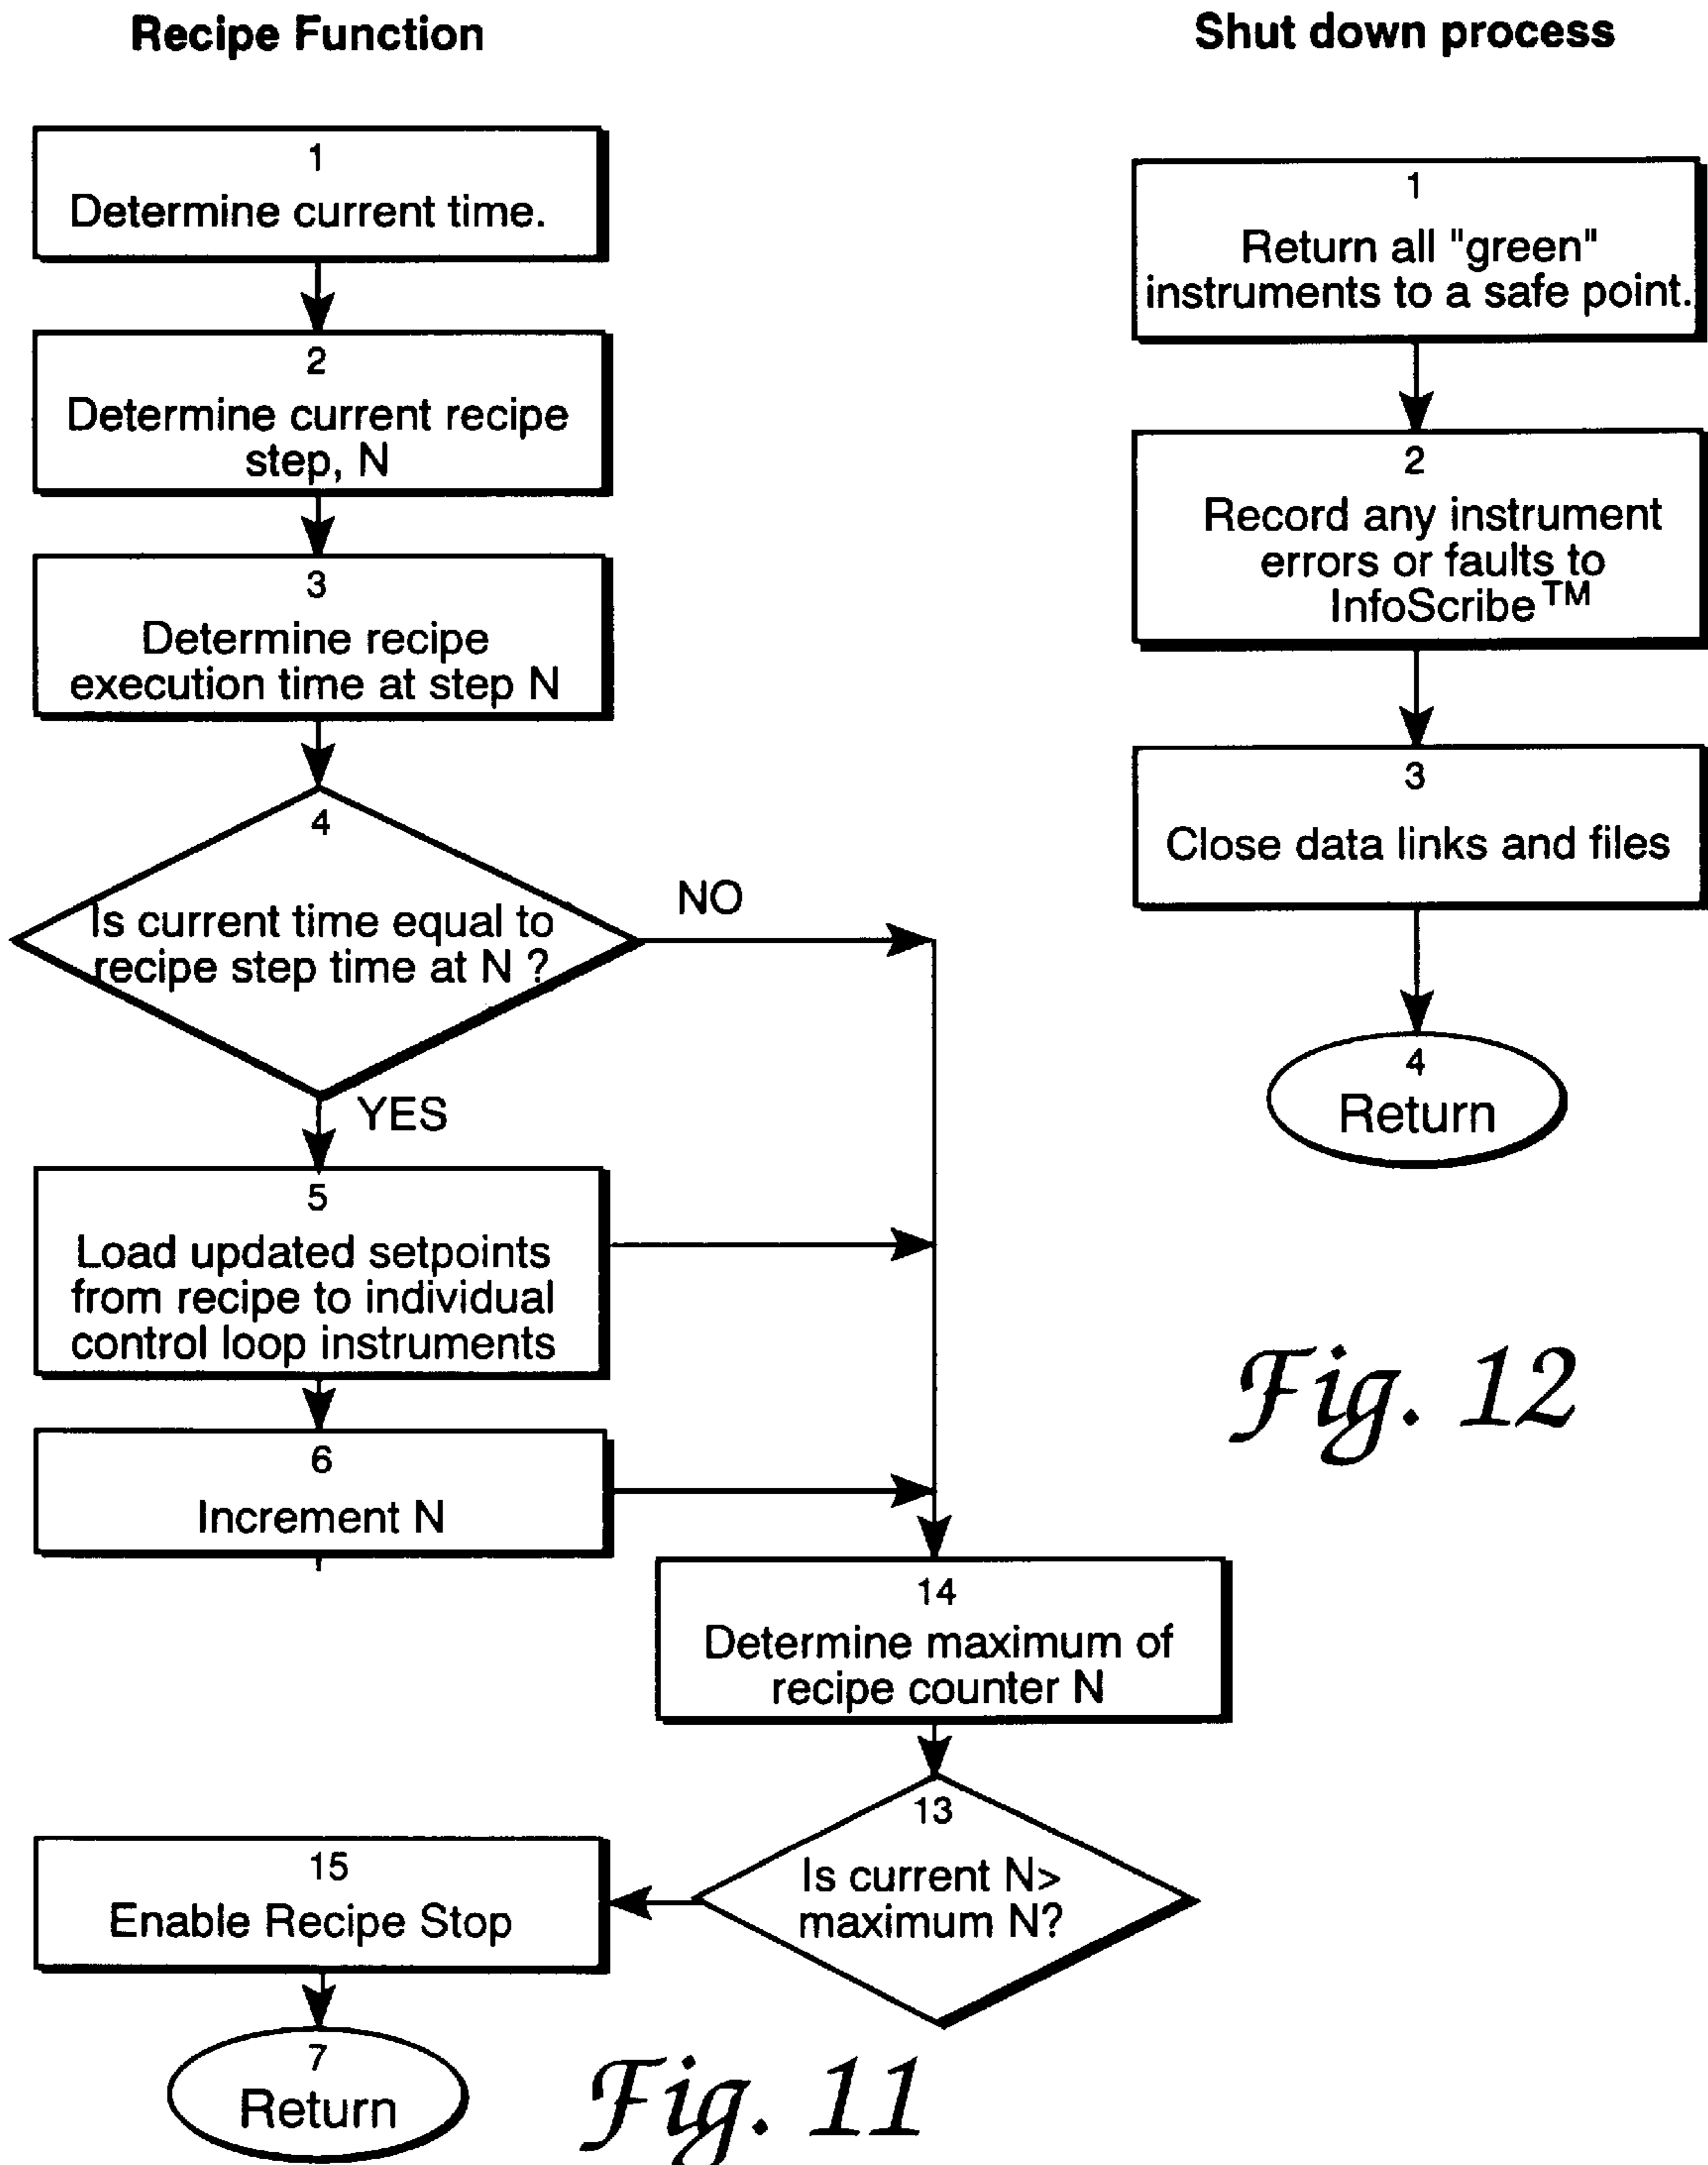 Recipe Function
1
Determine current time.
2
Determine current recipe
step, N
3
Determine recipe
execution time at step N
4
Is current time equal to
recipe step time at N ?
NO
YES
5
Load updated setpoints
from recipe to individual
control loop instruments
6
Increment N
14
Determine maximum of
recipe counter N
13
Is current N>
maximum N?
15
Enable Recipe Stop
7
Return
Fig. 11
Shut down process
1
Return all "green"
instruments to a safe point.
2
Record any instrument
errors or faults to
InfoScribe™
3
Close data links and files
4
Return
Fig. 12